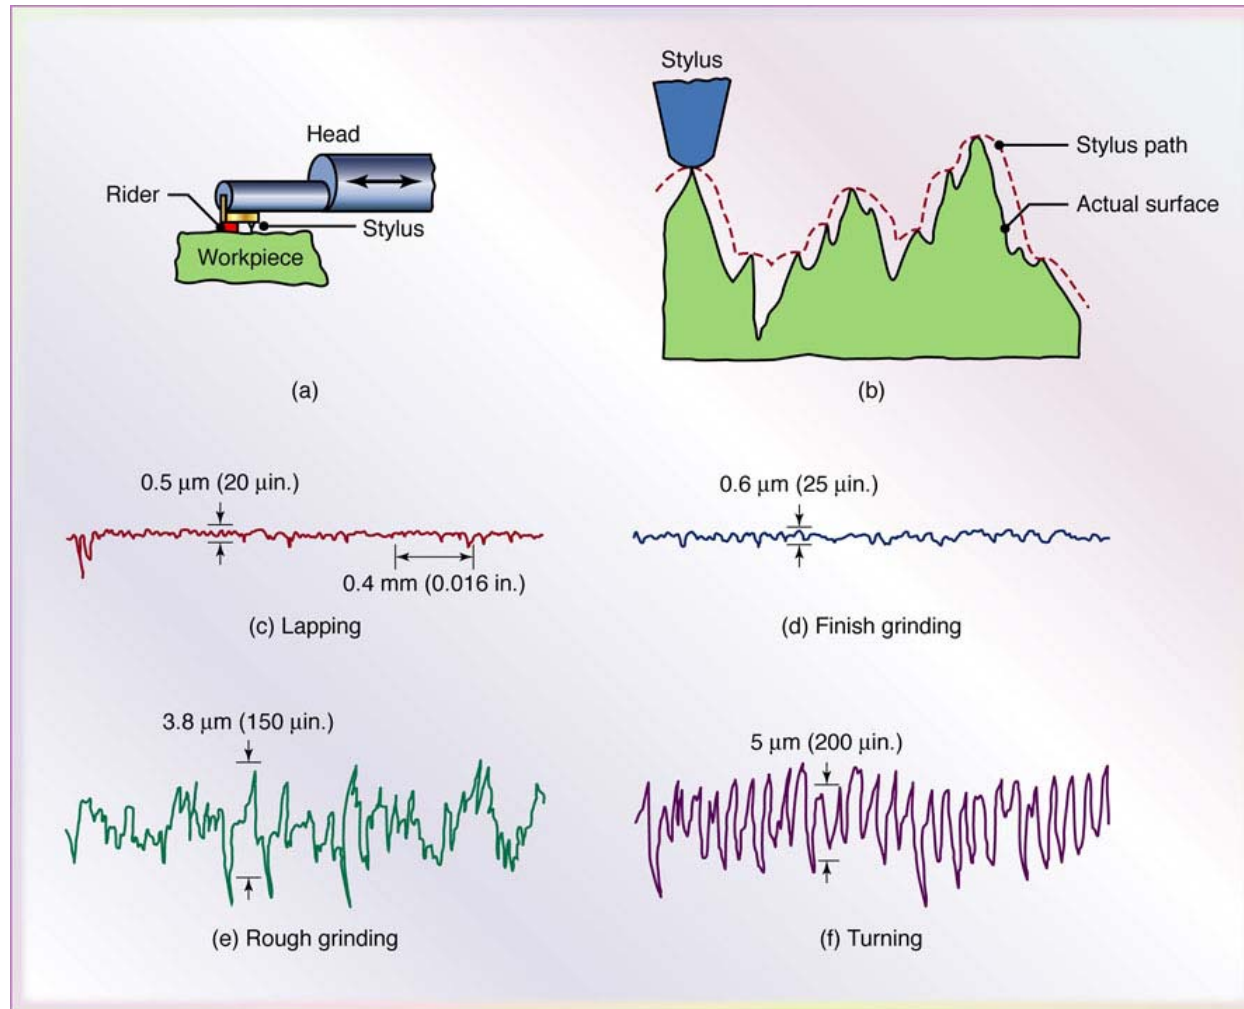 Head
Rider
Stylus
Workpiece
(a)
Stylus
Stylus path
Actual surface
(b)
0.5 μm (20 μin.)
0.4 mm (0.016 in.)
(c) Lapping
0.6 μm (25 μin.)
(d) Finish grinding
3.8 μm (150 μin.)
(e) Rough grinding
5 μm (200 μin.)
(f) Turning